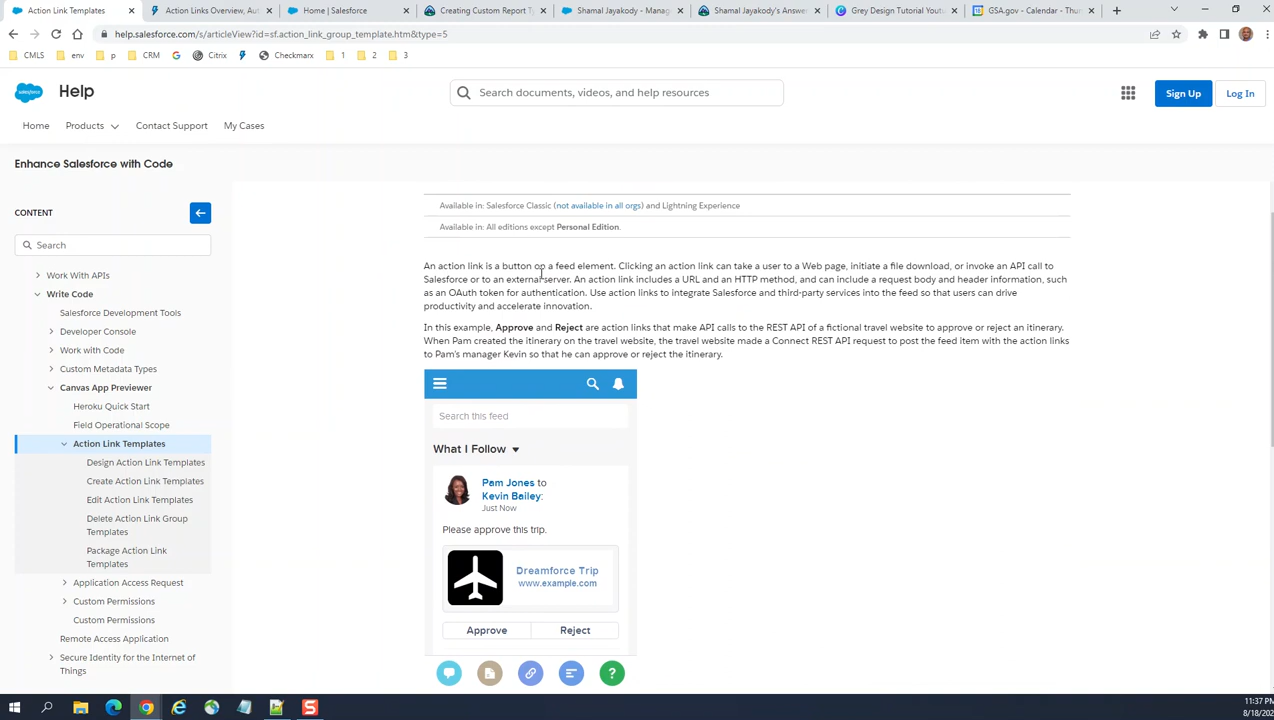 Action Link Templates
Action Links Overview, Aut
Home | Salesforce
Creating Custom Report Ty
Shamal Jayakody - Manag
Shamal Jayakody's Answer
Grey Design Tutorial Youtu
GSA.gov - Calendar - Thur
help.salesforce.com/s/articleView?id=sf.action_link_group_template.htm&type=5
CMLS
env
p
CRM
Citrix
Checkmarx
1
2
3
salesforce
Help
Search documents, videos, and help resources
Sign Up
Log In
Home
Products
Contact Support
My Cases
Enhance Salesforce with Code
CONTENT
Search
Work With APIs
Write Code
Salesforce Development Tools
Developer Console
Work with Code
Custom Metadata Types
Canvas App Previewer
Heroku Quick Start
Field Operational Scope
Action Link Templates
Design Action Link Templates
Create Action Link Templates
Edit Action Link Templates
Delete Action Link Group
Templates
Package Action Link
Templates
Application Access Request
Custom Permissions
Custom Permissions
Remote Access Application
Secure Identity for the Internet of
Things
Available in: Salesforce Classic (not available in all orgs) and Lightning Experience
Available in: All editions except Personal Edition.
An action link is a button on a feed element. Clicking an action link can take a user to a Web page, initiate a file download, or invoke an API call to
Salesforce or to an external server. An action link includes a URL and an HTTP method, and can include a request body and header information, such
as an OAuth token for authentication. Use action links to integrate Salesforce and third-party services into the feed so that users can drive
productivity and accelerate innovation.
In this example, Approve and Reject are action links that make API calls to the REST API of a fictional travel website to approve or reject an itinerary.
When Pam created the itinerary on the travel website, the travel website made a Connect REST API request to post the feed item with the action links
to Pam's manager Kevin so that he can approve or reject the itinerary.
Search this feed
What I Follow
Pam Jones to
Kevin Bailey:
Just Now
Please approve this trip.
Dreamforce Trip
www.example.com
Approve
Reject
?
11:37 PM
8/18/202